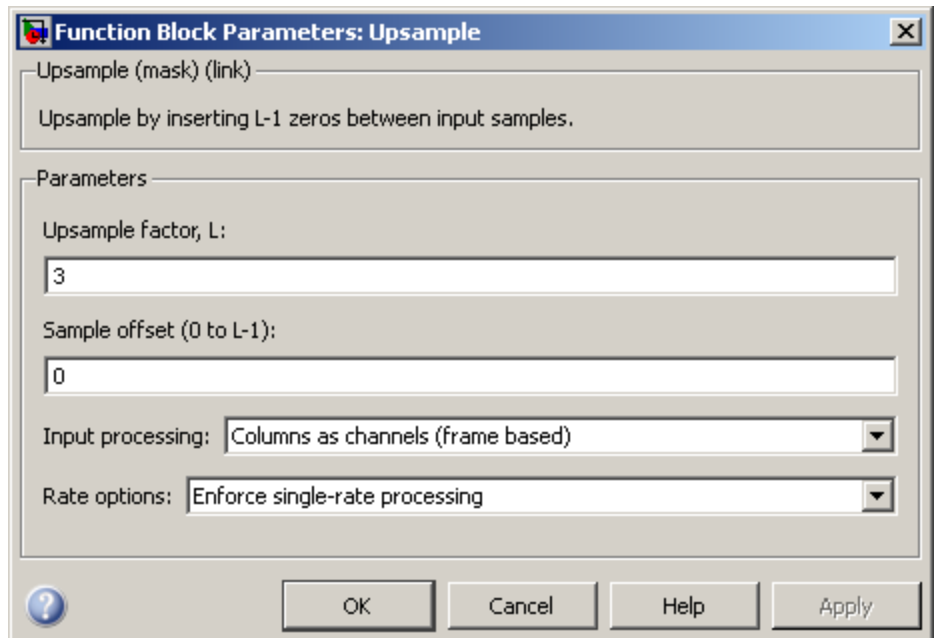 Function Block Parameters: Upsample
Upsample (mask) (link)
Upsample by inserting L-1 zeros between input samples.
Parameters
Upsample factor, L:
3
Sample offset (0 to L-1):
0
Input processing: Columns as channels (frame based)
Rate options: Enforce single-rate processing
OK Cancel Help Apply